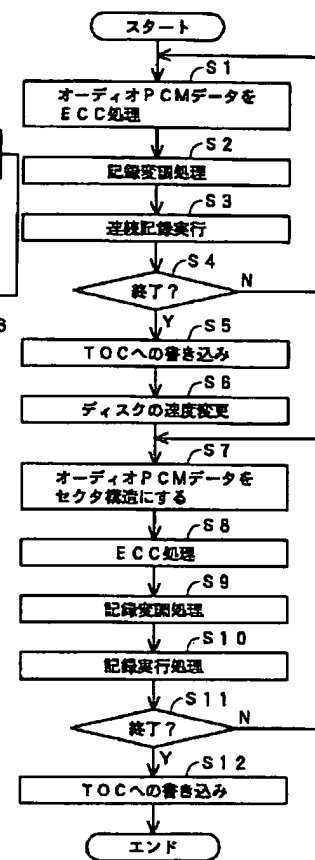 スタート
S1
オーディオPCMデータを
ECC処理
S2
記録変調処理
S3
連続記録実行
S4
終了？
N
Y
S5
TOCへの書き込み
S6
ディスクの速度変更
S7
オーディオPCMデータを
セクタ構造にする
S8
ECC処理
S9
記録変調処理
S10
記録実行処理
S11
終了？
N
Y
S12
TOCへの書き込み
エンド